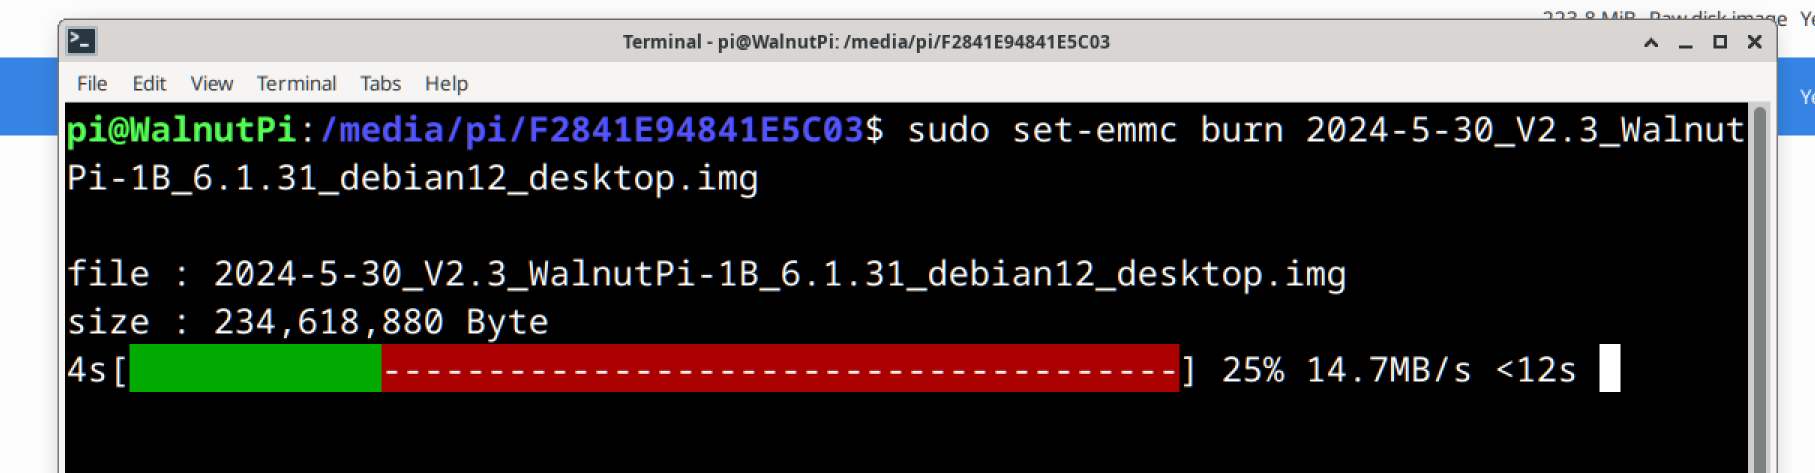 223.8 MiB Raw disk image Ye
Terminal - pi@WalnutPi: /media/pi/F2841E94841E5C03
File Edit View Terminal Tabs Help
Ye
pi@WalnutPi:/media/pi/F2841E94841E5C03$ sudo set-emmc burn 2024-5-30_V2.3_Walnut
Pi-1B_6.1.31_debian12_desktop.img
file : 2024-5-30_V2.3_WalnutPi-1B_6.1.31_debian12_desktop.img
size : 234,618,880 Byte
4s[--------------------------------------] 25% 14.7MB/s <12s